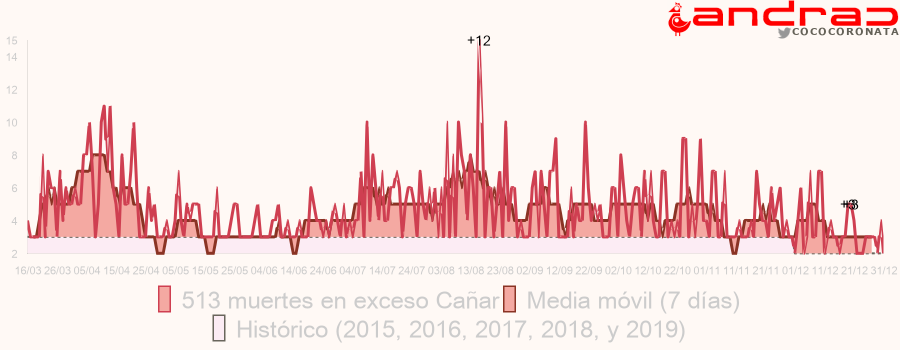 andrab
COCOCORONATA
+12
15
14
12
10
8
6
4
2
16/03 26/03 05/04 15/04 25/04 05/05 15/05 25/05 04/06 14/06 24/06 04/07 14/07 24/07 03/08 13/08 23/08 02/09 12/09 22/09 02/10 12/10 22/10 01/11 11/11 21/11 01/12 11/12 21/12 31/12
513 muertes en exceso Cañar Media móvil (7 días)
Histórico (2015, 2016, 2017, 2018, y 2019)